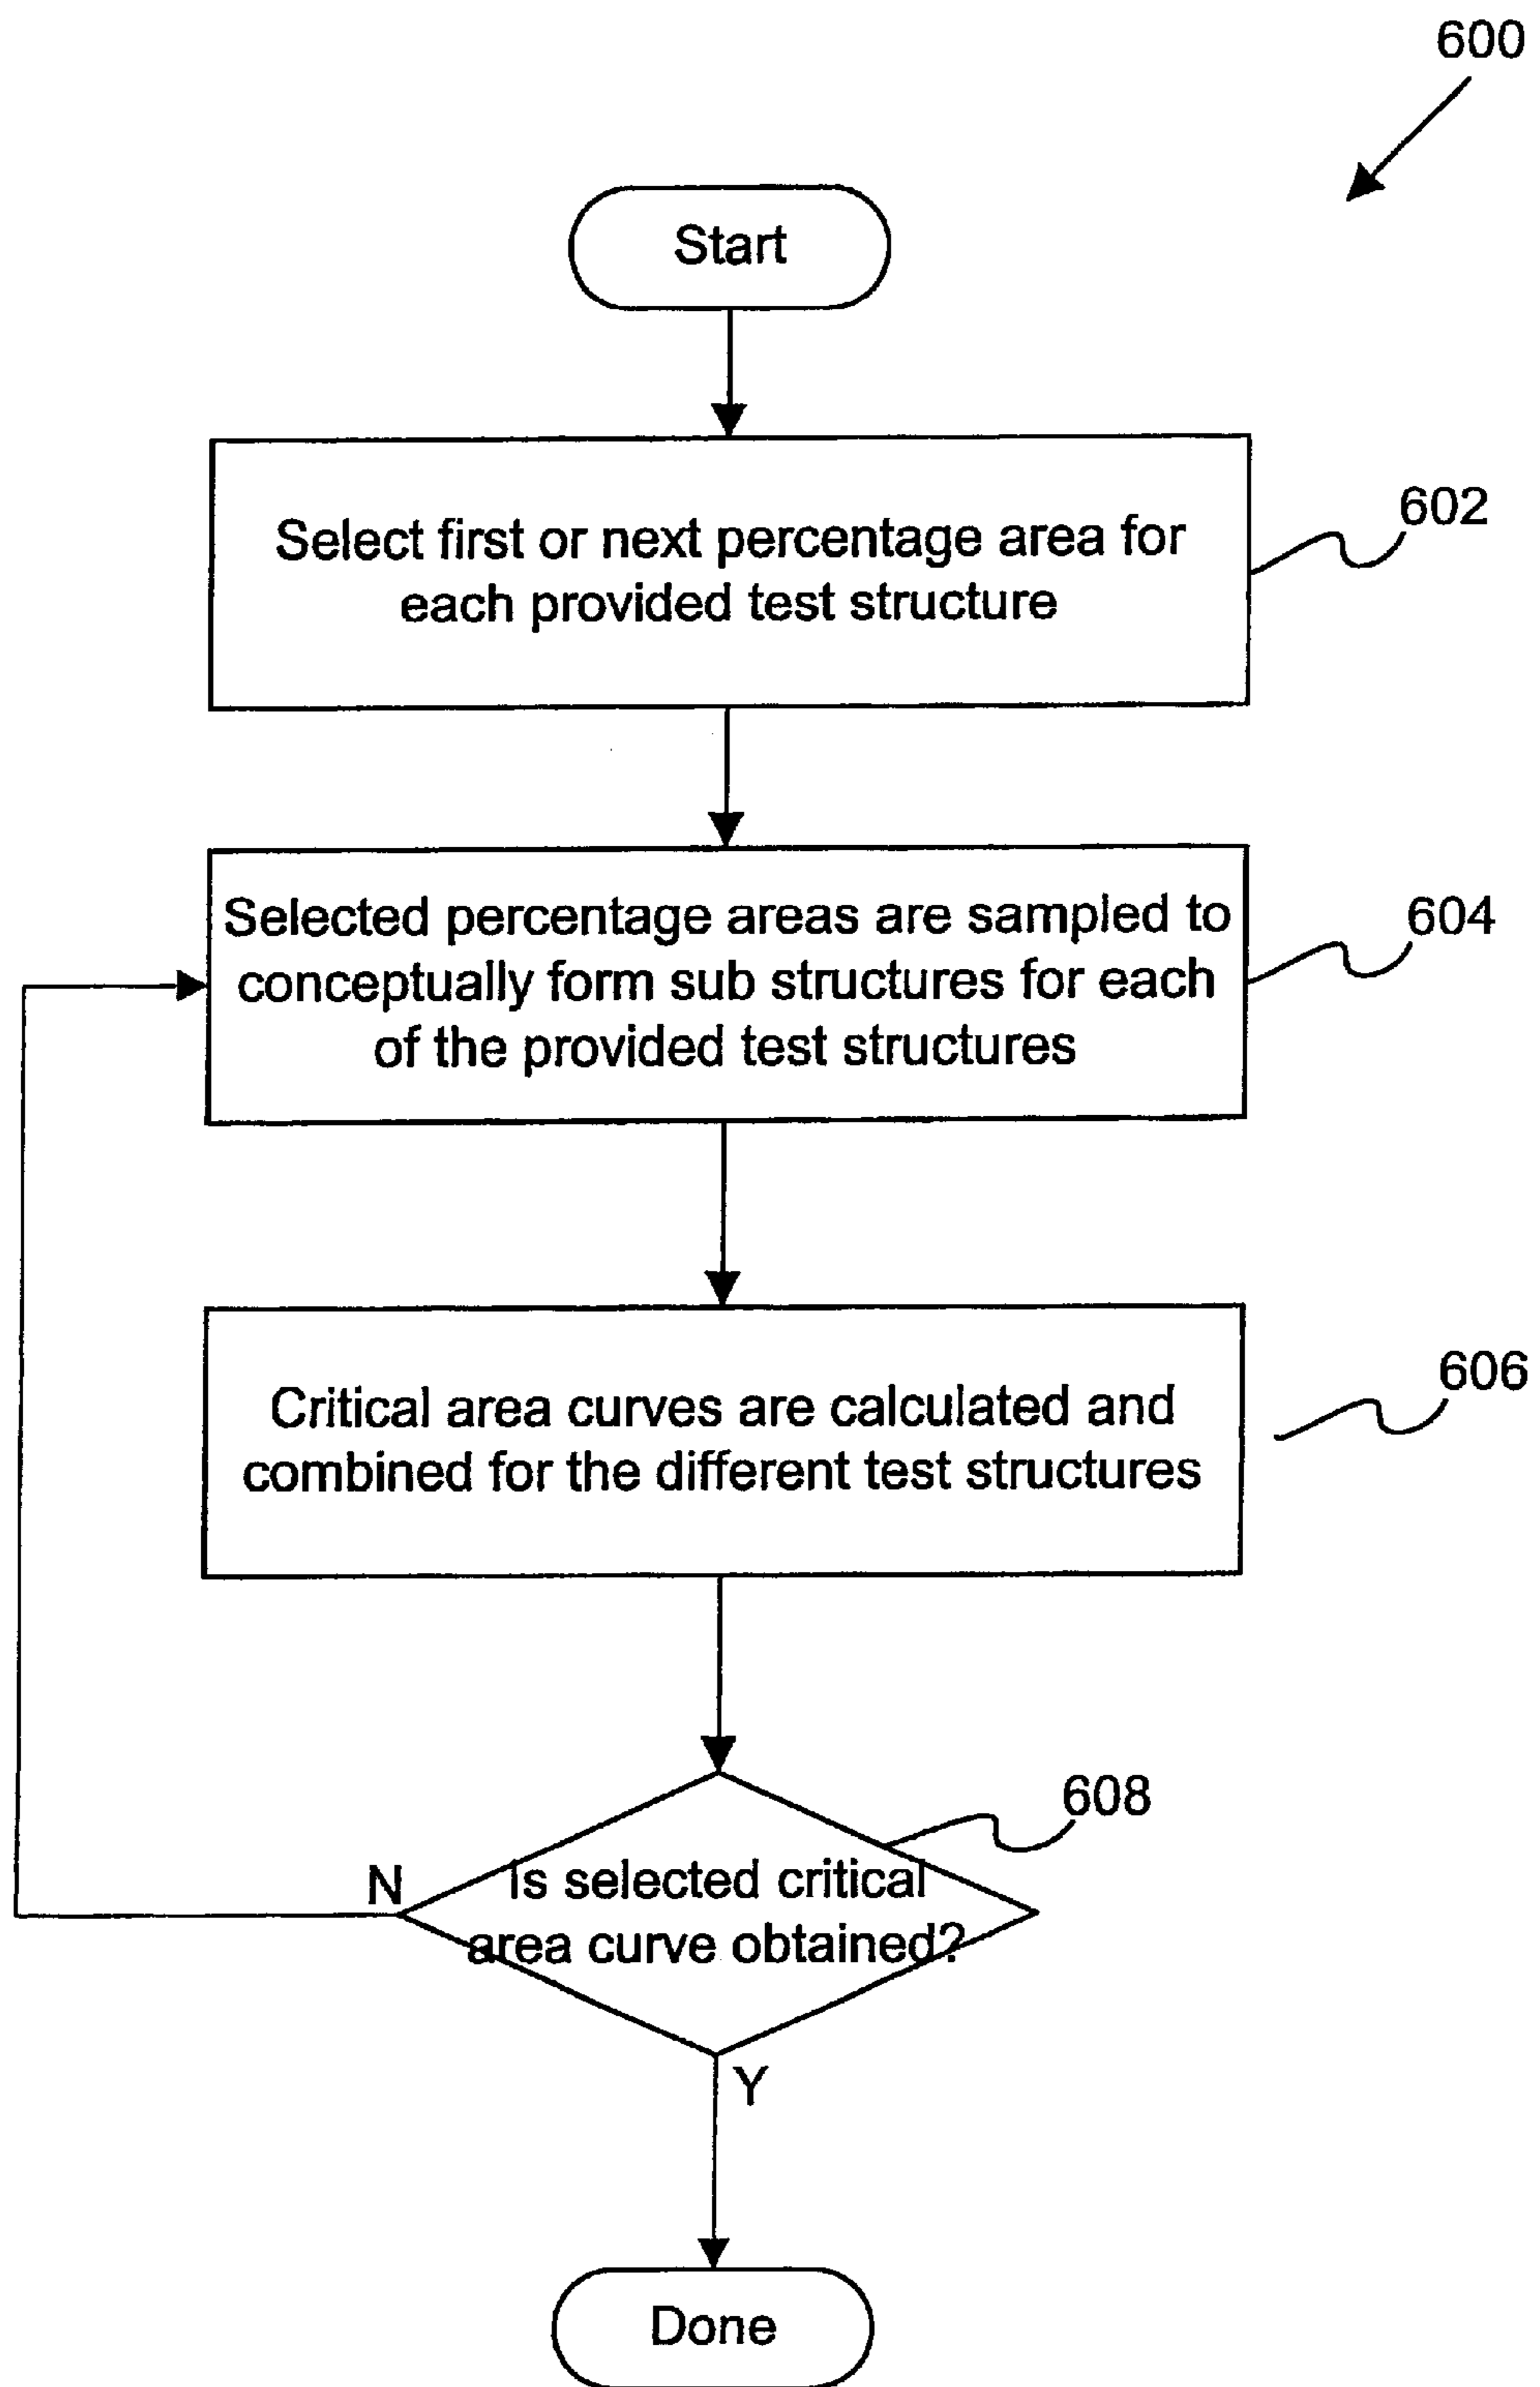 600
Start
Select first or next percentage area for
each provided test structure
602
Selected percentage areas are sampled to
conceptually form sub structures for each
of the provided test structures
604
Critical area curves are calculated and
combined for the different test structures
606
608
Is selected critical
area curve obtained?
N
Y
Done